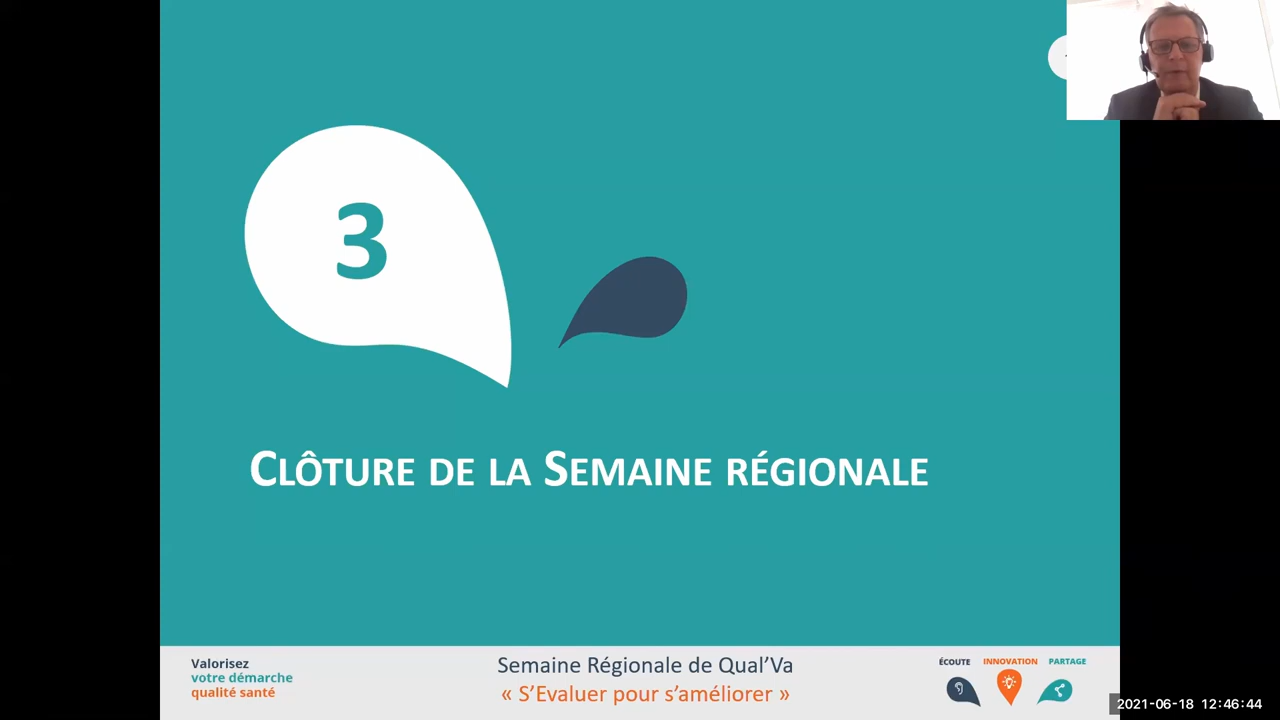 3
CLÔTURE DE LA SEMAINE RÉGIONALE
Valorisez
votre démarche
qualité santé
Semaine Régionale de Qual'Va
« S'Evaluer pour s'améliorer »
ÉCOUTE INNOVATION PARTAGE
2021-06-18 12:46:44